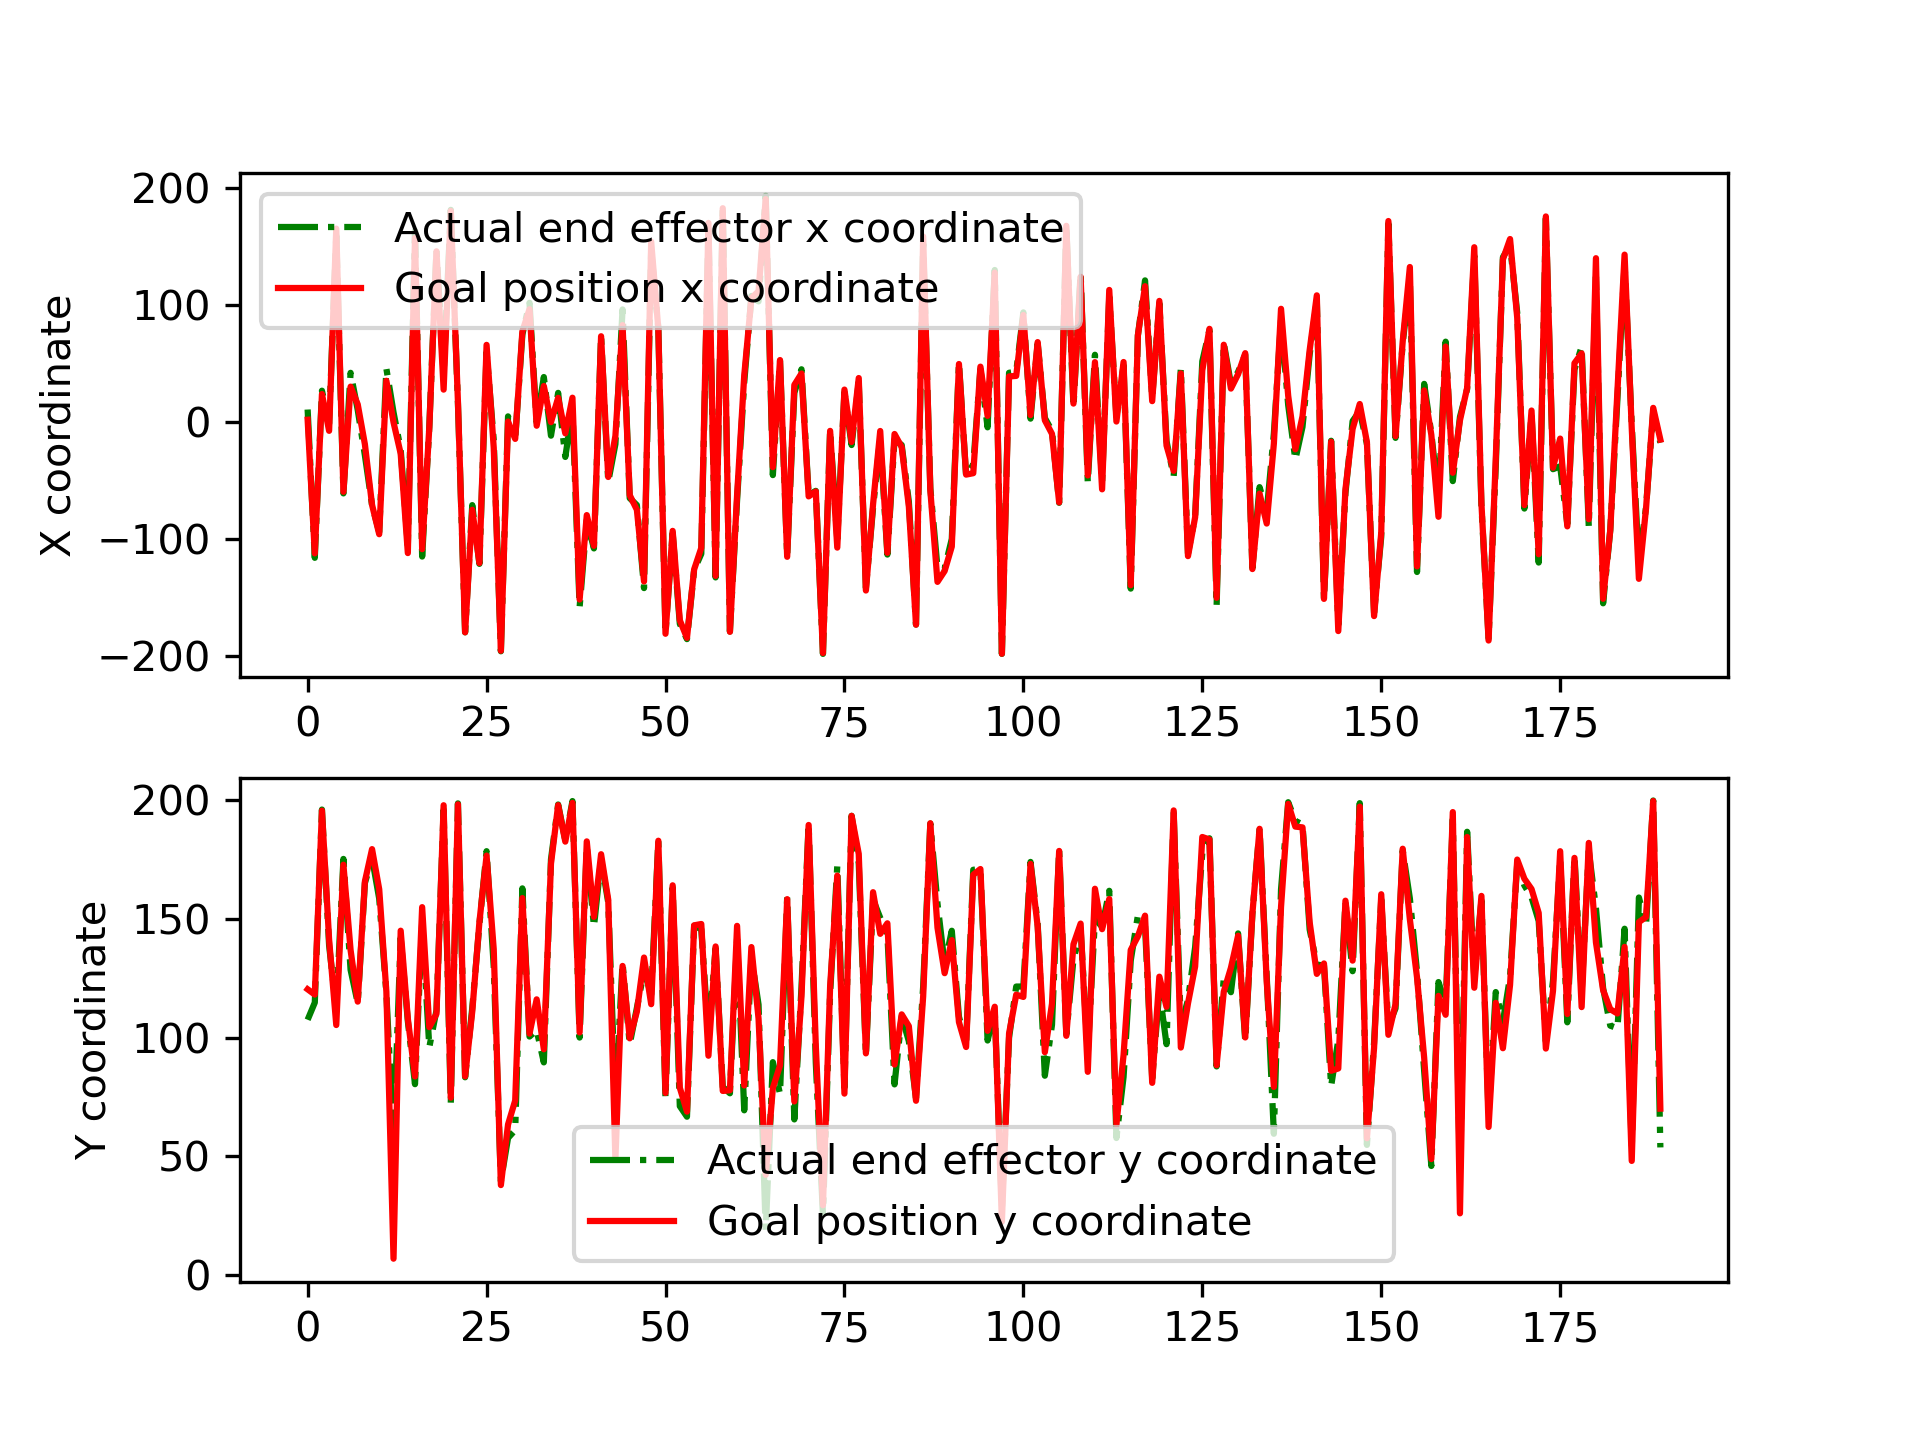 200
100
0
−100
−200
X coordinate
Actual end effector x coordinate
Goal position x coordinate
0 25 50 75 100 125 150 175
200
150
100
50
0
Y coordinate
Actual end effector y coordinate
Goal position y coordinate
0 25 50 75 100 125 150 175